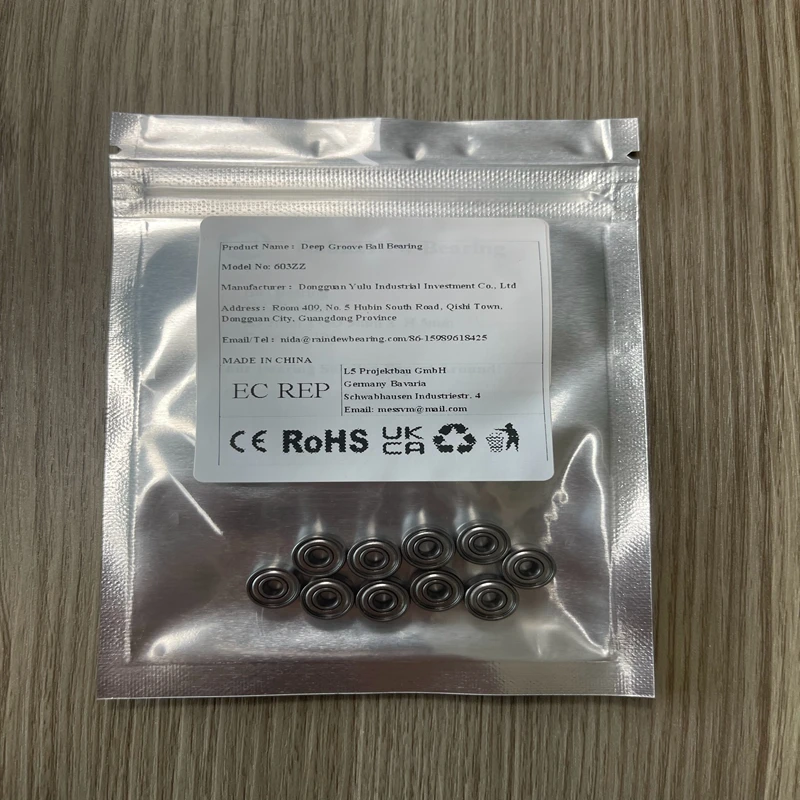 Product Name: Deep Groove Ball Bearing
Model No: 603ZZ
Manufacturer: Dongguan Yulu Industrial Investment Co., Ltd
Address: Room 409, No. 5 Hubin South Road, Qishi Town,
Dongguan City, Guangdong Province
Email/Tel: nida@raindewbearing.com/86-15989618425
MADE IN CHINA
EC REP
L5 Projektbau GmbH
Germany Bavaria
Schwabhausen Industriestr. 4
Email: messvm@mail.com
CE RoHS UK CA